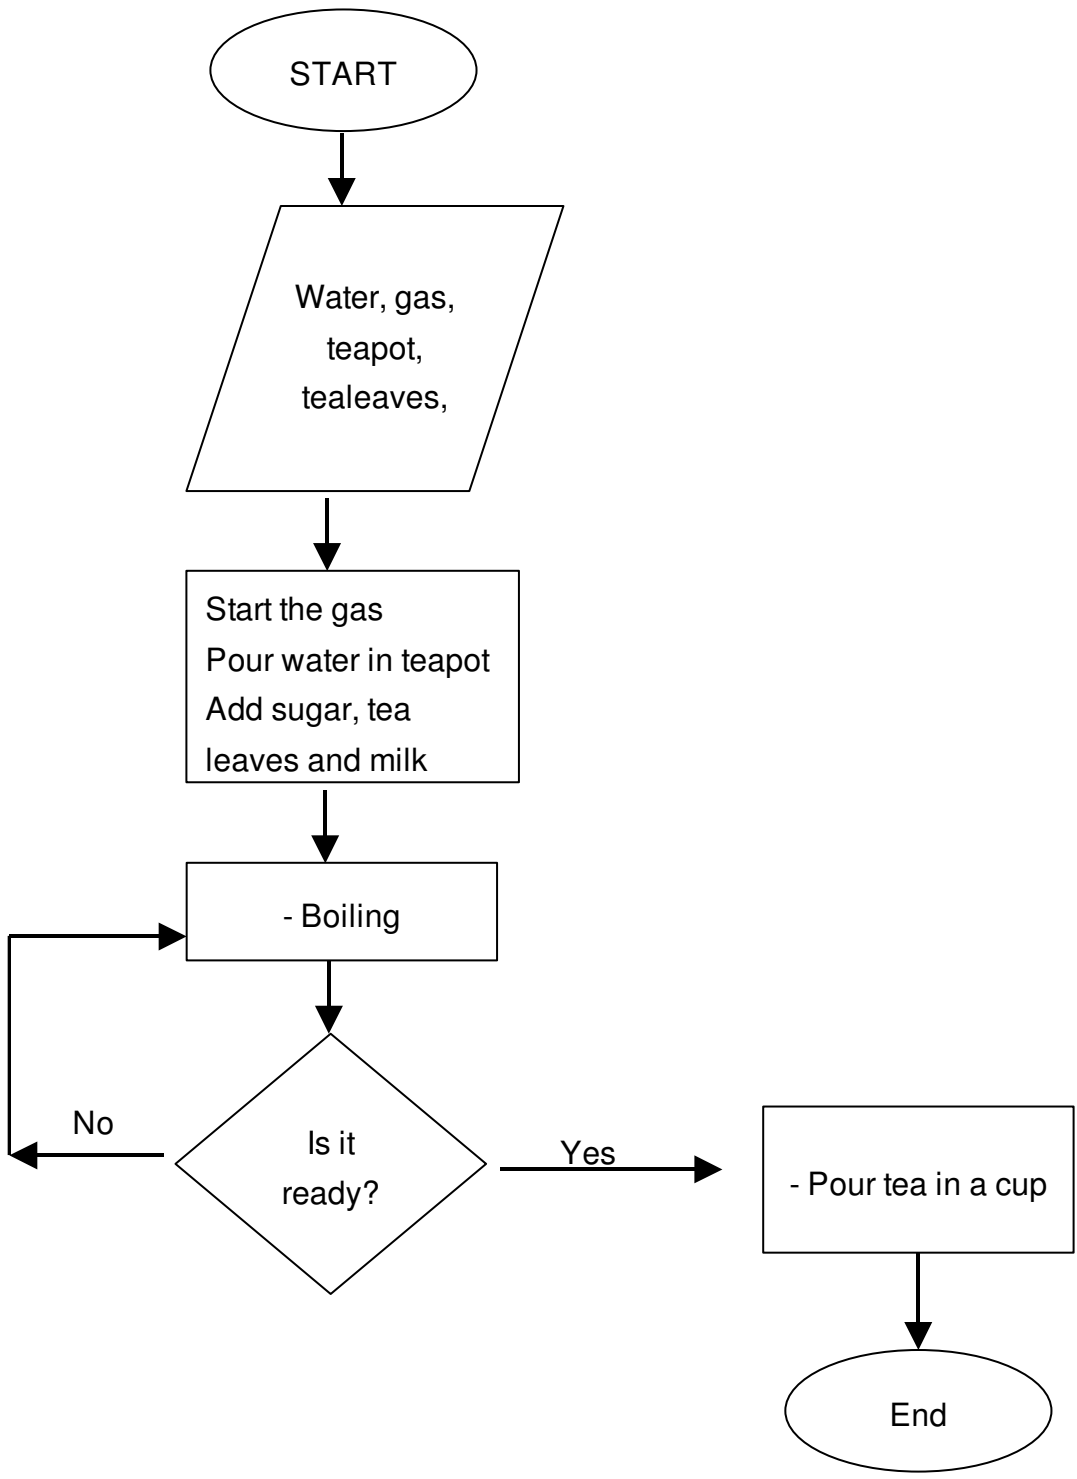 START
Water, gas,
teapot,
tealeaves,
Start the gas
Pour water in teapot
Add sugar, tea
leaves and milk
- Boiling
No
Is it
ready?
Yes
- Pour tea in a cup
End